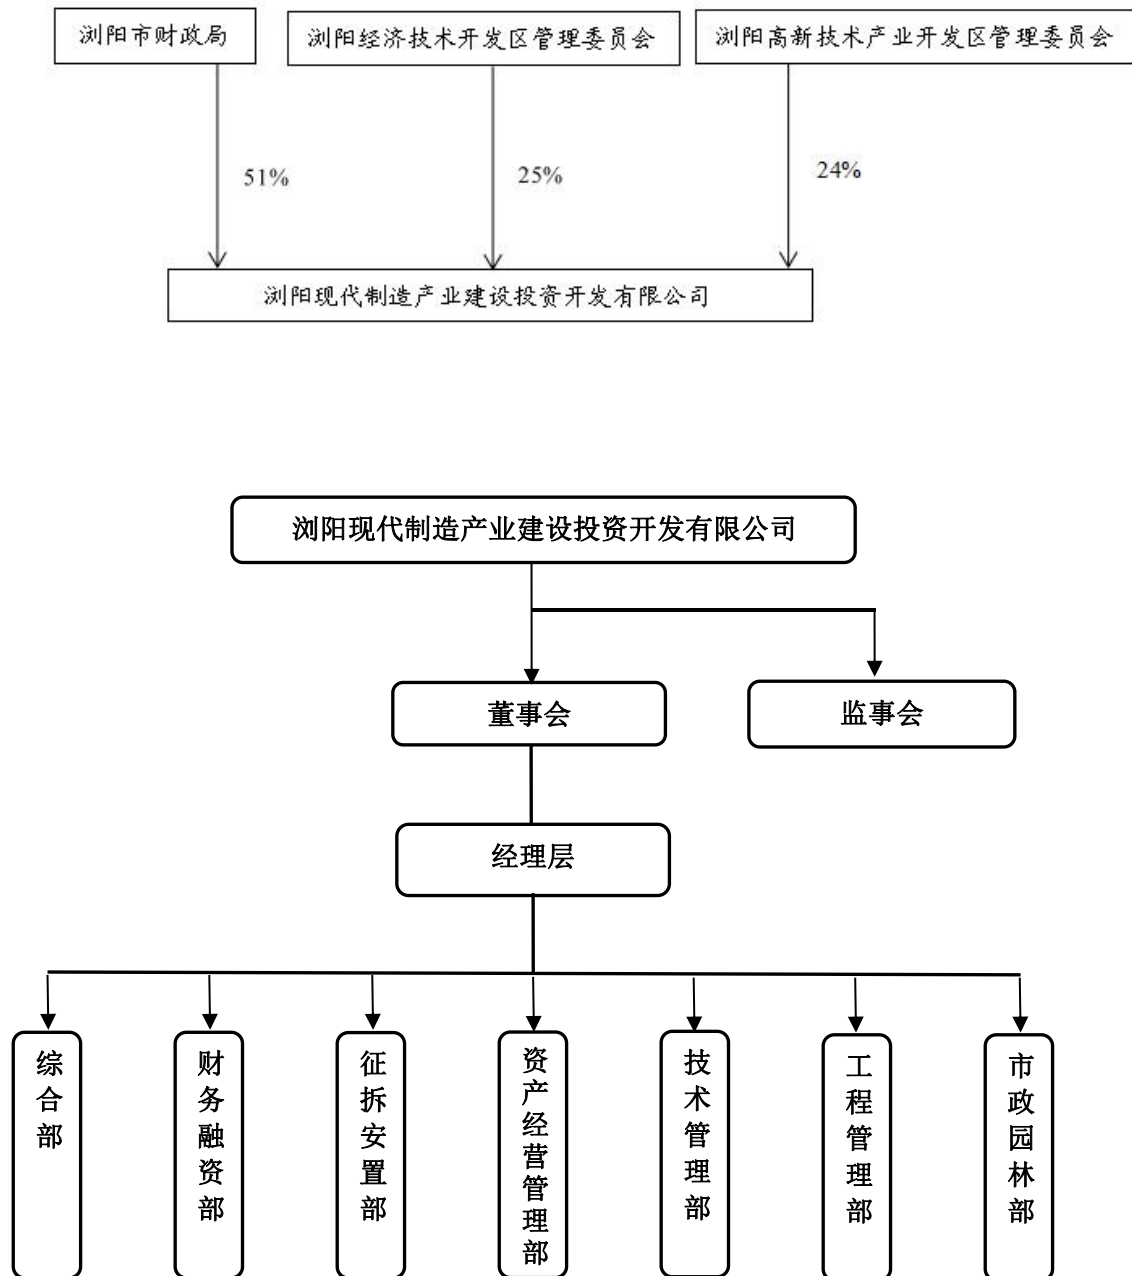 浏阳市财政局
浏阳经济技术开发区管理委员会
浏阳高新技术产业开发区管理委员会
51%
25%
24%
浏阳现代制造产业建设投资开发有限公司
浏阳现代制造产业建设投资开发有限公司
董事会
监事会
经理层
综合部
财务融资部
征拆安置部
资产经营管理部
技术管理部
工程管理部
市政园林部